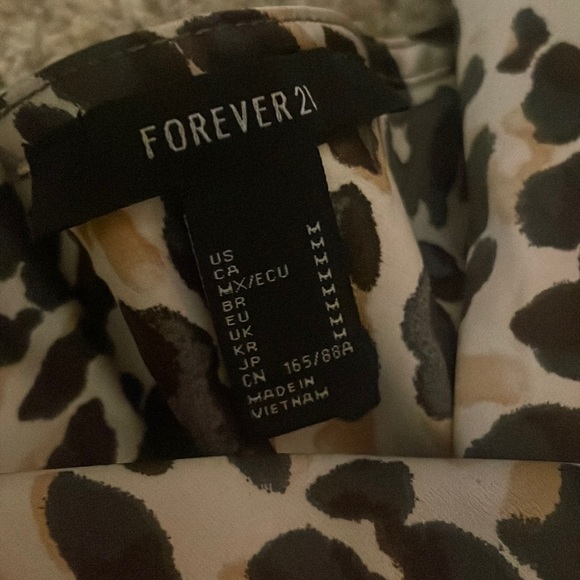 FOREVER 21
US M
CA M
MX/ECU M
BR M
EU M
UK M
KR M
JP M
CN 165/88A
MADE IN
VIETNAM